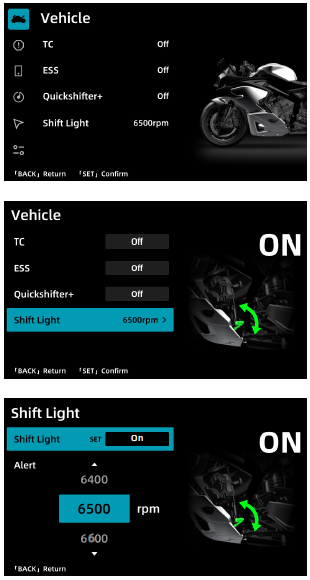 Vehicle
TC Off
ESS Off
Quickshifter+ Off
Shift Light 6500rpm
「BACK」Return 「SET」Confirm
Vehicle
ON
TC Off
ESS Off
Quickshifter+ Off
Shift Light 6500rpm >
「BACK」Return 「SET」Confirm
Shift Light
Shift Light SET On
ON
Alert
6400
6500 rpm
6600
「BACK」Return